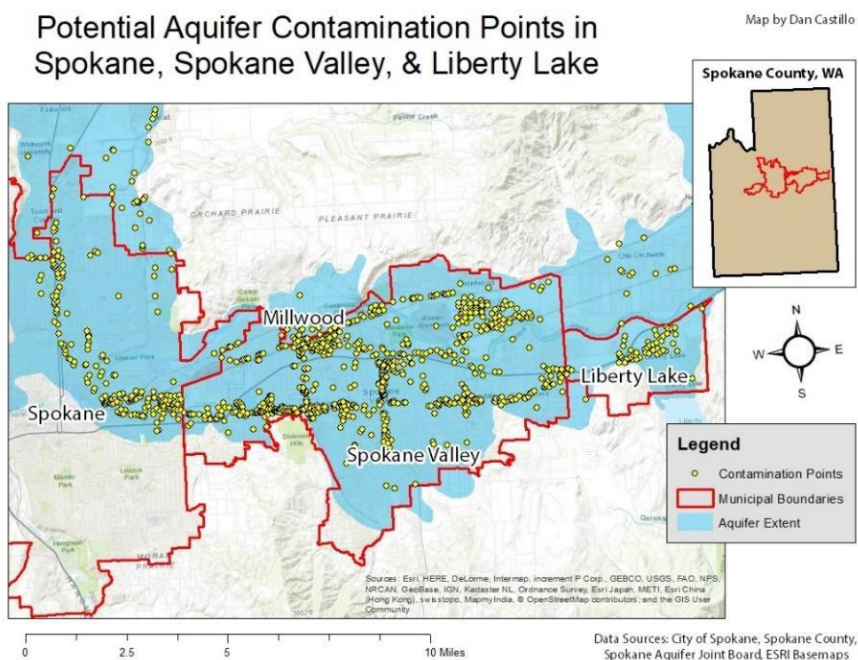 Potential Aquifer Contamination Points in
Spokane, Spokane Valley, & Liberty Lake
Map by Dan Castillo
Spokane County, WA
ORCHARD PRAIRIE
PLEASANT PRAIRIE
Millwood
Liberty Lake
Spokane
Spokane Valley
N
W E
S
Legend
Contamination Points
Municipal Boundaries
Aquifer Extent
Sources: Esri, HERE, DeLorme, Intermap, increment P Corp., GEBCO, USGS, FAO, NPS,
NRCAN, GeoBase, IGN, Kadaster NL, Ordnance Survey, Esri Japan, METI, Esri China
(Hong Kong), swisstopo, MapmyIndia, © OpenStreetMap contributors, and the GIS User
Community
0 2.5 5 10 Miles
Data Sources: City of Spokane, Spokane County,
Spokane Aquifer Joint Board, ESRI Basemaps